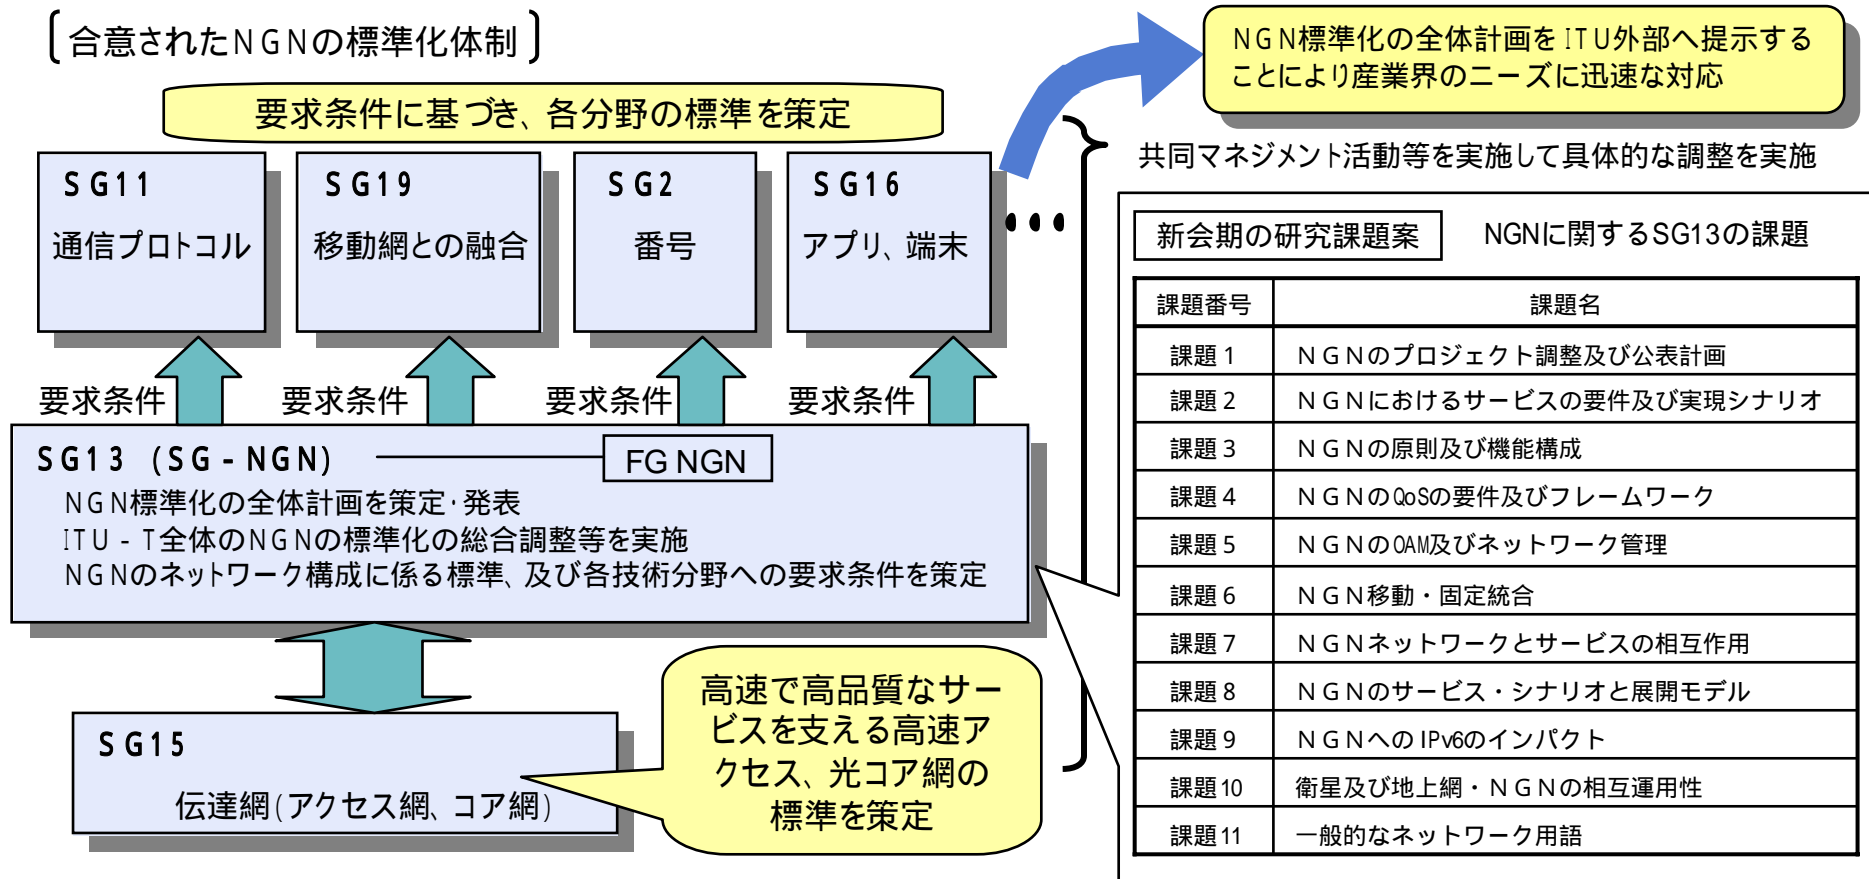 〔合意されたNGNの標準化体制〕
NGN標準化の全体計画をITU外部へ提示する
ことにより産業界のニーズに迅速な対応
要求条件に基づき、各分野の標準を策定
共同マネジメント活動等を実施して具体的な調整を実施
SG11
通信プロトコル
SG19
移動網との融合
SG2
番号
SG16
アプリ、端末
・・・
要求条件
要求条件
要求条件
要求条件
SG13 (SG-NGN)
FG NGN
NGN標準化の全体計画を策定・発表
ITU-T全体のNGNの標準化の総合調整等を実施
NGNのネットワーク構成に係る標準、及び各技術分野への要求条件を策定
SG15
伝達網(アクセス網、コア網)
高速で高品質なサー
ビスを支える高速ア
クセス、光コア網の
標準を策定
新会期の研究課題案
NGNに関するSG13の課題
課題番号 課題名
課題1 NGNのプロジェクト調整及び公表計画
課題2 NGNにおけるサービスの要件及び実現シナリオ
課題3 NGNの原則及び機能構成
課題4 NGNのQoSの要件及びフレームワーク
課題5 NGNのOAM及びネットワーク管理
課題6 NGN移動・固定統合
課題7 NGNネットワークとサービスの相互作用
課題8 NGNのサービス・シナリオと展開モデル
課題9 NGNへのIPv6のインパクト
課題10 衛星及び地上網・NGNの相互運用性
課題11 一般的なネットワーク用語